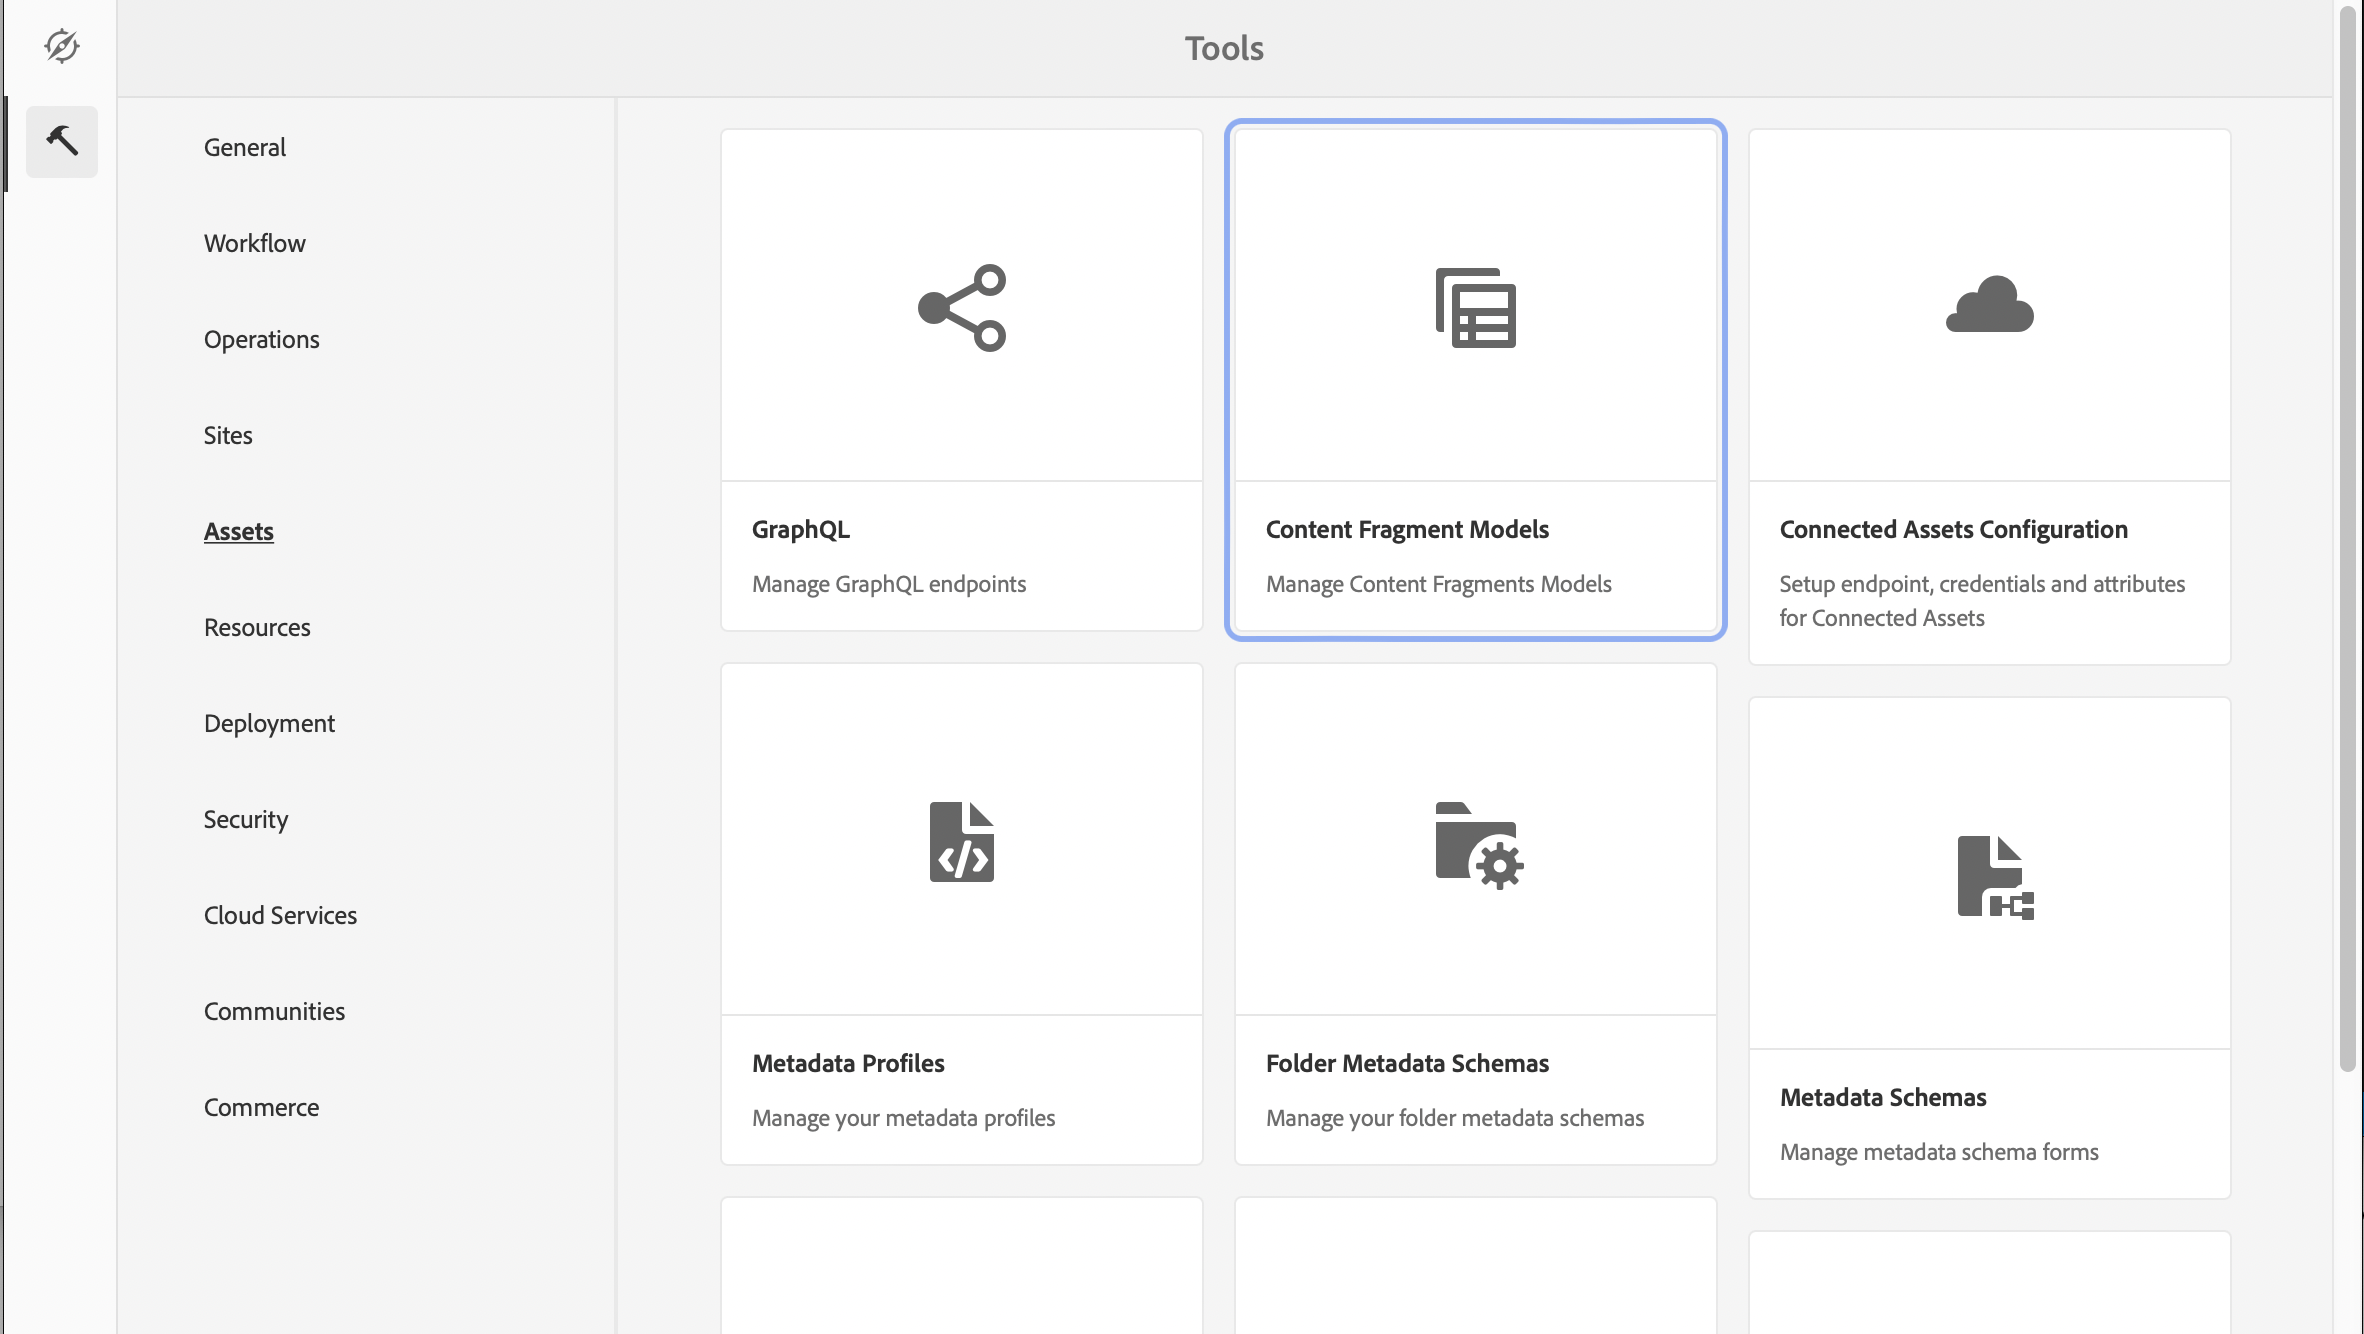 Tools
General
Workflow
Operations
Sites
Assets
Resources
Deployment
Security
Cloud Services
Communities
Commerce
GraphQL
Manage GraphQL endpoints
Content Fragment Models
Manage Content Fragments Models
Connected Assets Configuration
Setup endpoint, credentials and attributes
for Connected Assets
Metadata Profiles
Manage your metadata profiles
Folder Metadata Schemas
Manage your folder metadata schemas
Metadata Schemas
Manage metadata schema forms